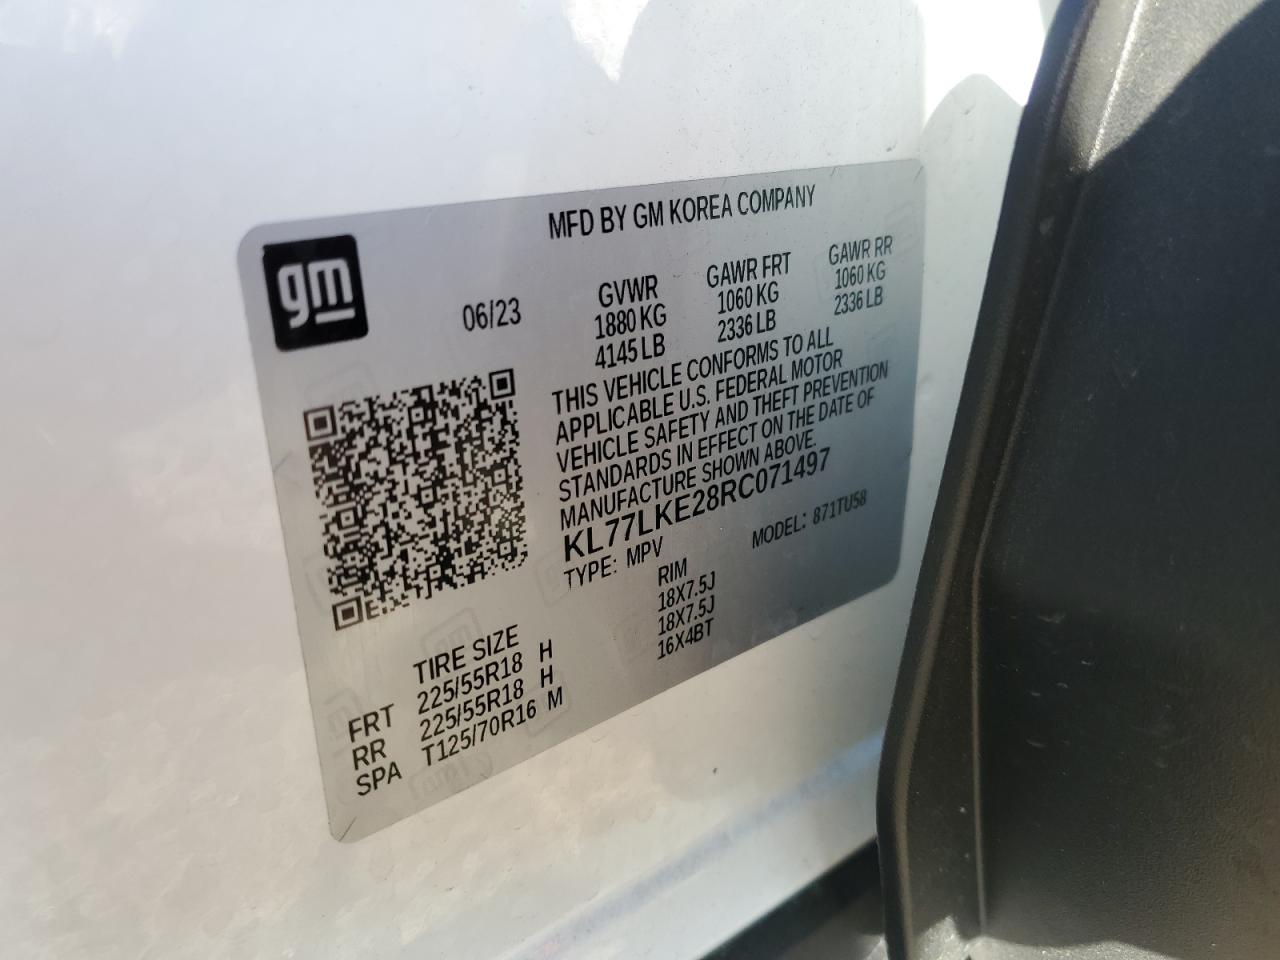 MFD BY GM KOREA COMPANY
gm
06/23
GVWR GAWR FRT GAWR RR
1880 KG 1060 KG 1060 KG
4145 LB 2336 LB 2336 LB
THIS VEHICLE CONFORMS TO ALL
APPLICABLE U.S. FEDERAL MOTOR
VEHICLE SAFETY AND THEFT PREVENTION
STANDARDS IN EFFECT ON THE DATE OF
MANUFACTURE SHOWN ABOVE.
KL77LKE28RC071497
TYPE: MPV MODEL: 871TU58
TIRE SIZE RIM
FRT 225/55R18 H 18X7.5J
RR 225/55R18 H 18X7.5J
SPA T125/70R16 M 16X4BT